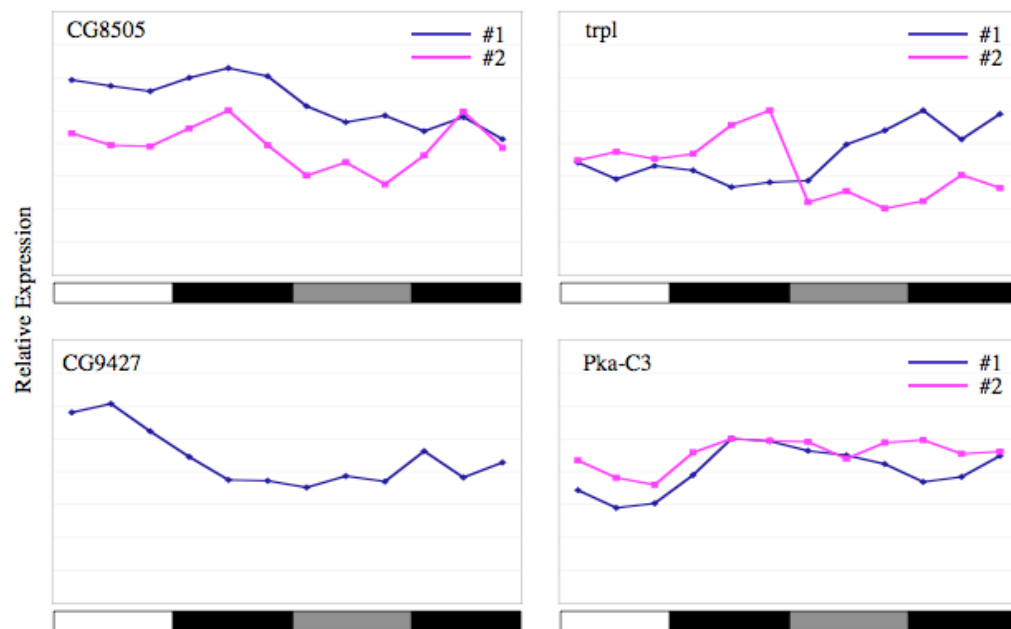 CG8505
#1
#2
trpl
#1
#2
Relative Expression
CG9427
Pka-C3
#1
#2